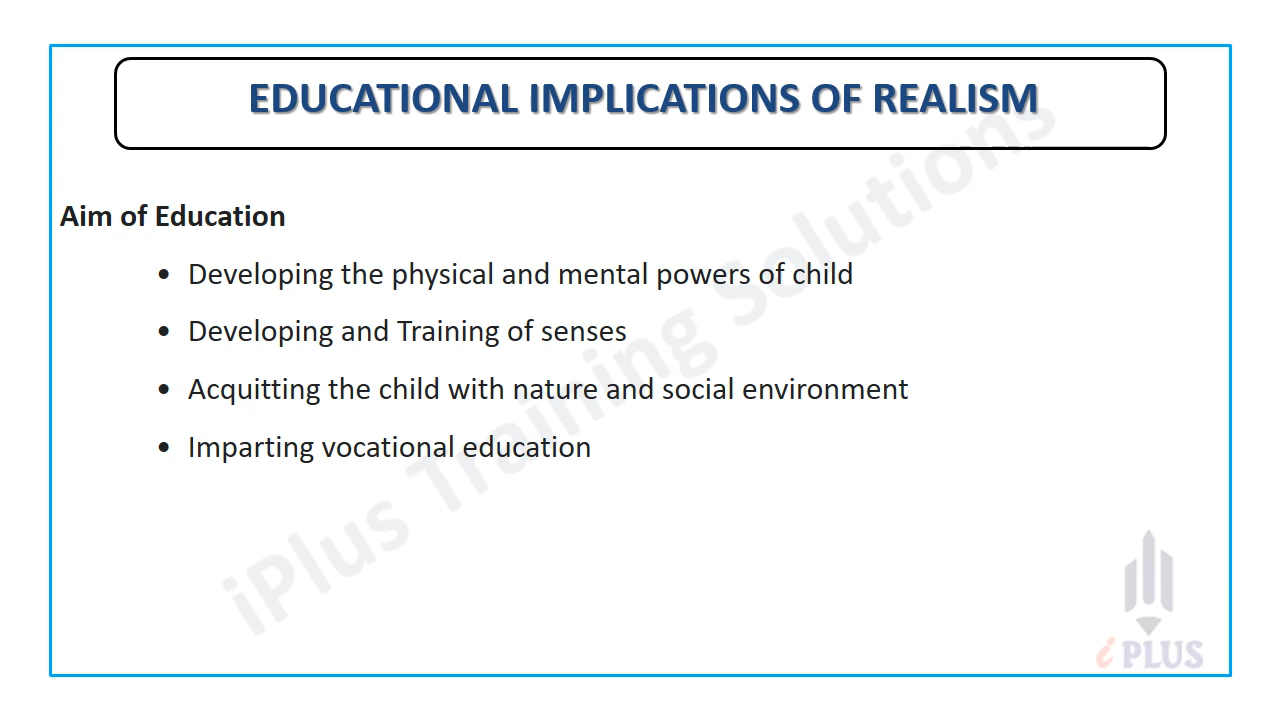 EDUCATIONAL IMPLICATIONS OF REALISM
Aim of Education
• Developing the physical and mental powers of child
• Developing and Training of senses
• Acquitting the child with nature and social environment
• Imparting vocational education
iPlus Training Solutions
i PLUS